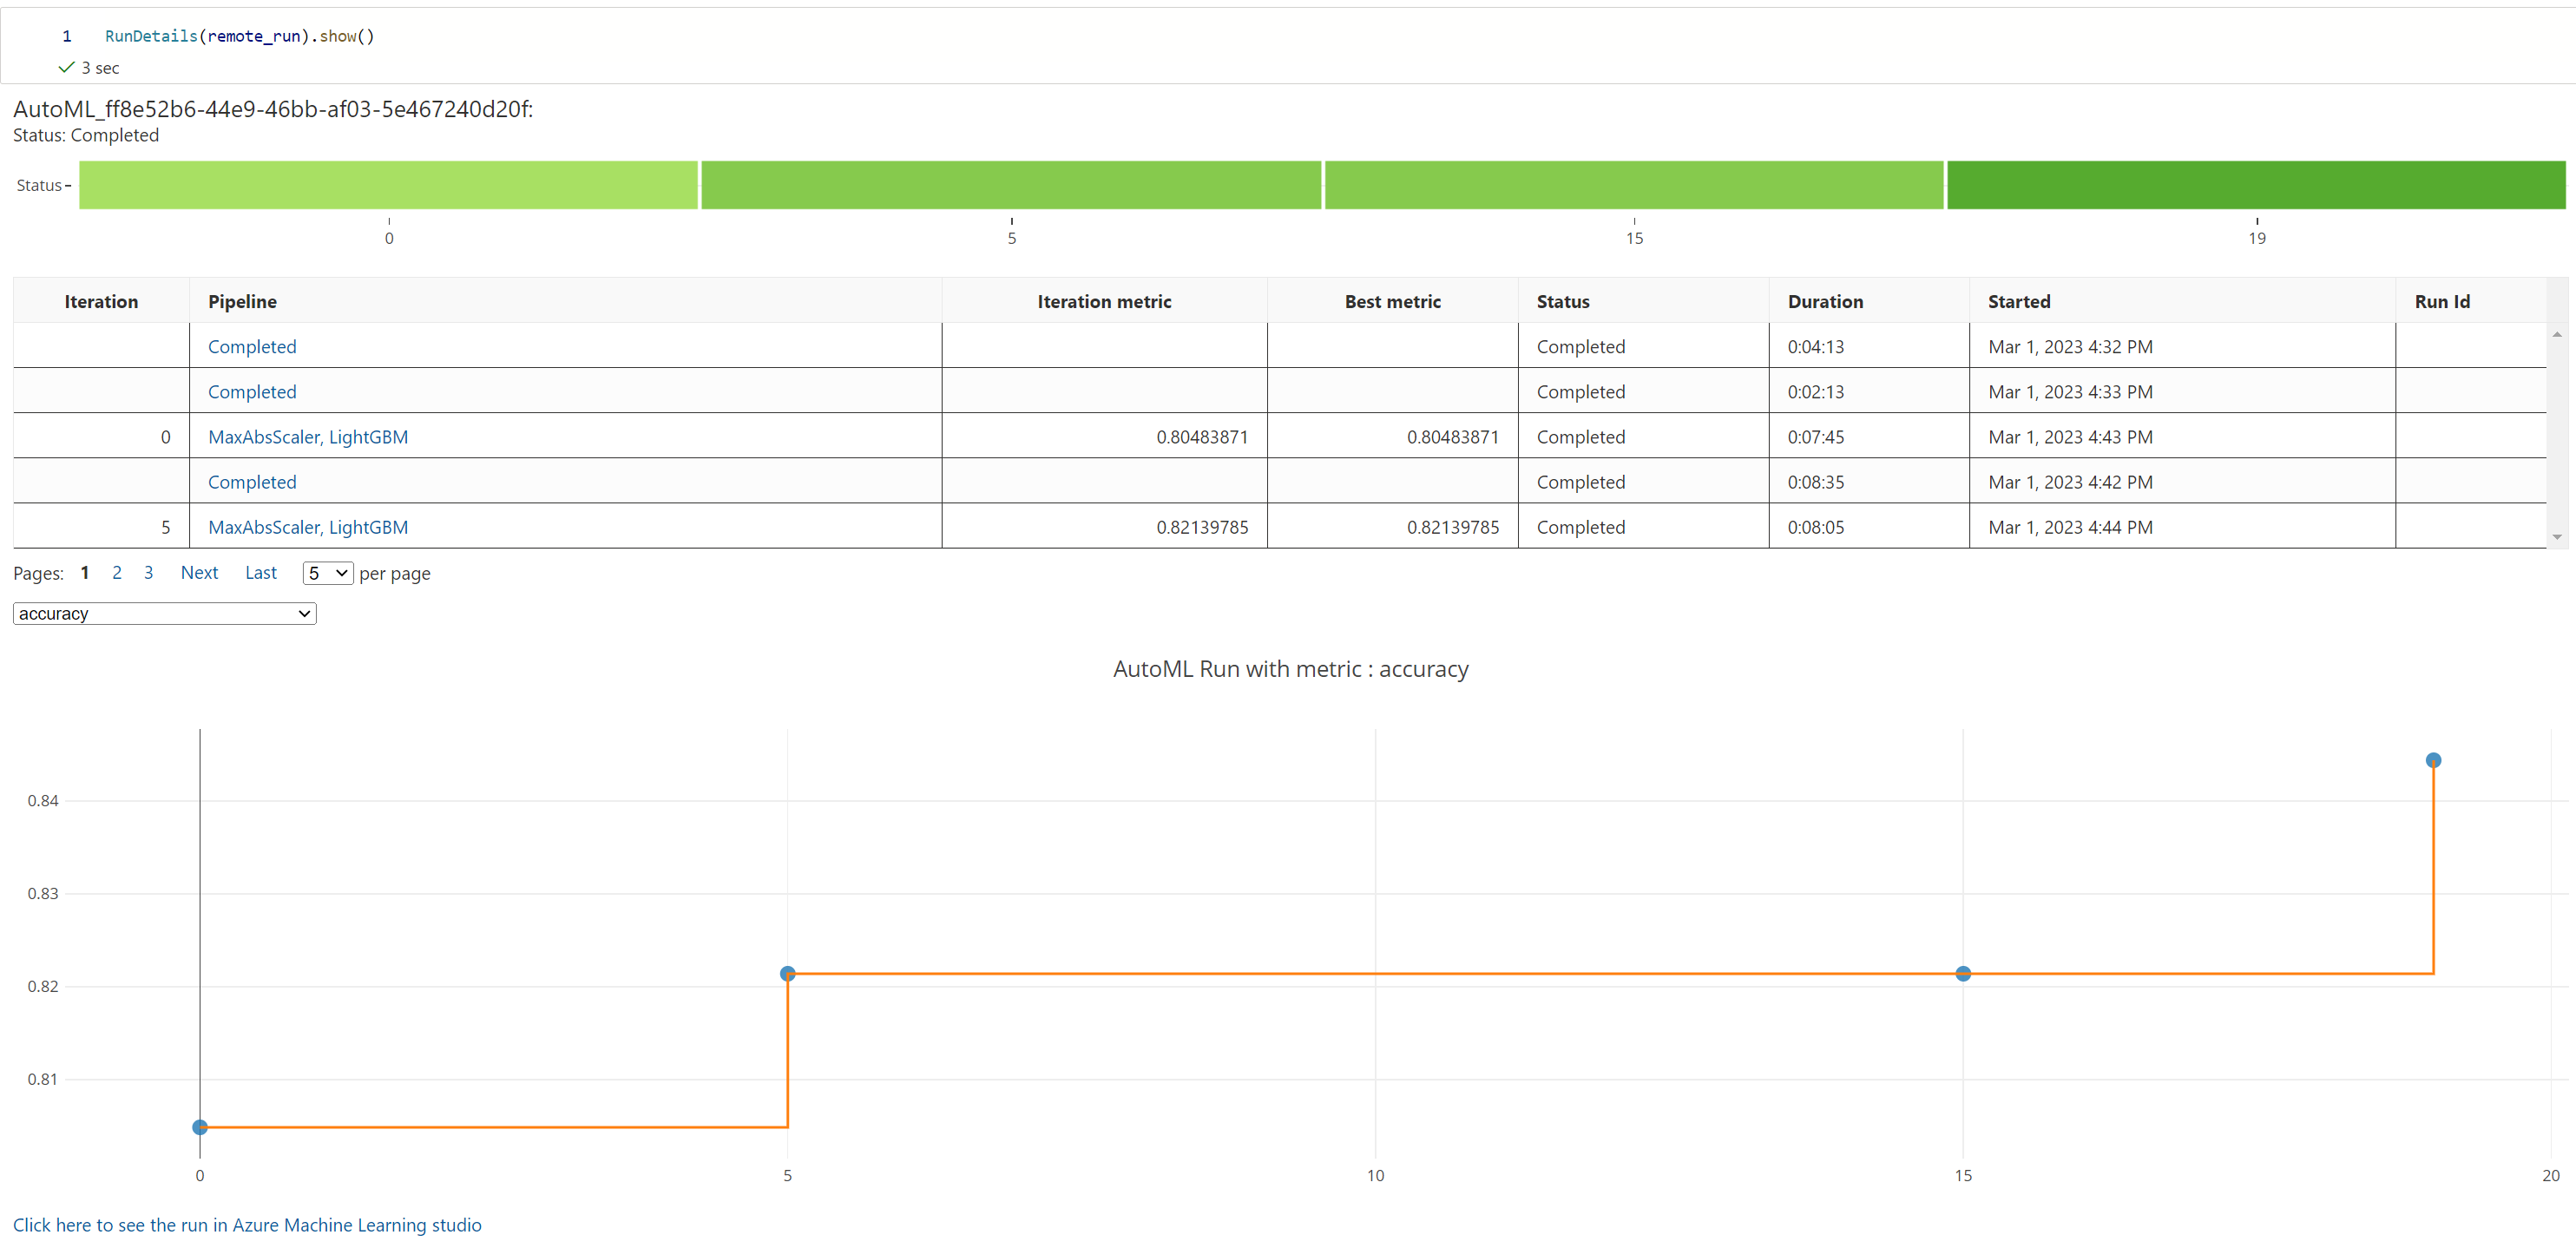 1 RunDetails(remote_run).show()
3 sec
AutoML_ff8e52b6-44e9-46bb-af03-5e467240d20f:
Status: Completed
Status
0 5 15 19
Iteration Pipeline Iteration metric Best metric Status Duration Started Run Id
Completed Completed 0:04:13 Mar 1, 2023 4:32 PM
Completed Completed 0:02:13 Mar 1, 2023 4:33 PM
0 MaxAbsScaler, LightGBM 0.80483871 0.80483871 Completed 0:07:45 Mar 1, 2023 4:43 PM
Completed Completed 0:08:35 Mar 1, 2023 4:42 PM
5 MaxAbsScaler, LightGBM 0.82139785 0.82139785 Completed 0:08:05 Mar 1, 2023 4:44 PM
Pages: 1 2 3 Next Last 5 per page
accuracy
AutoML Run with metric : accuracy
0.84
0.83
0.82
0.81
0 5 10 15 20
Click here to see the run in Azure Machine Learning studio